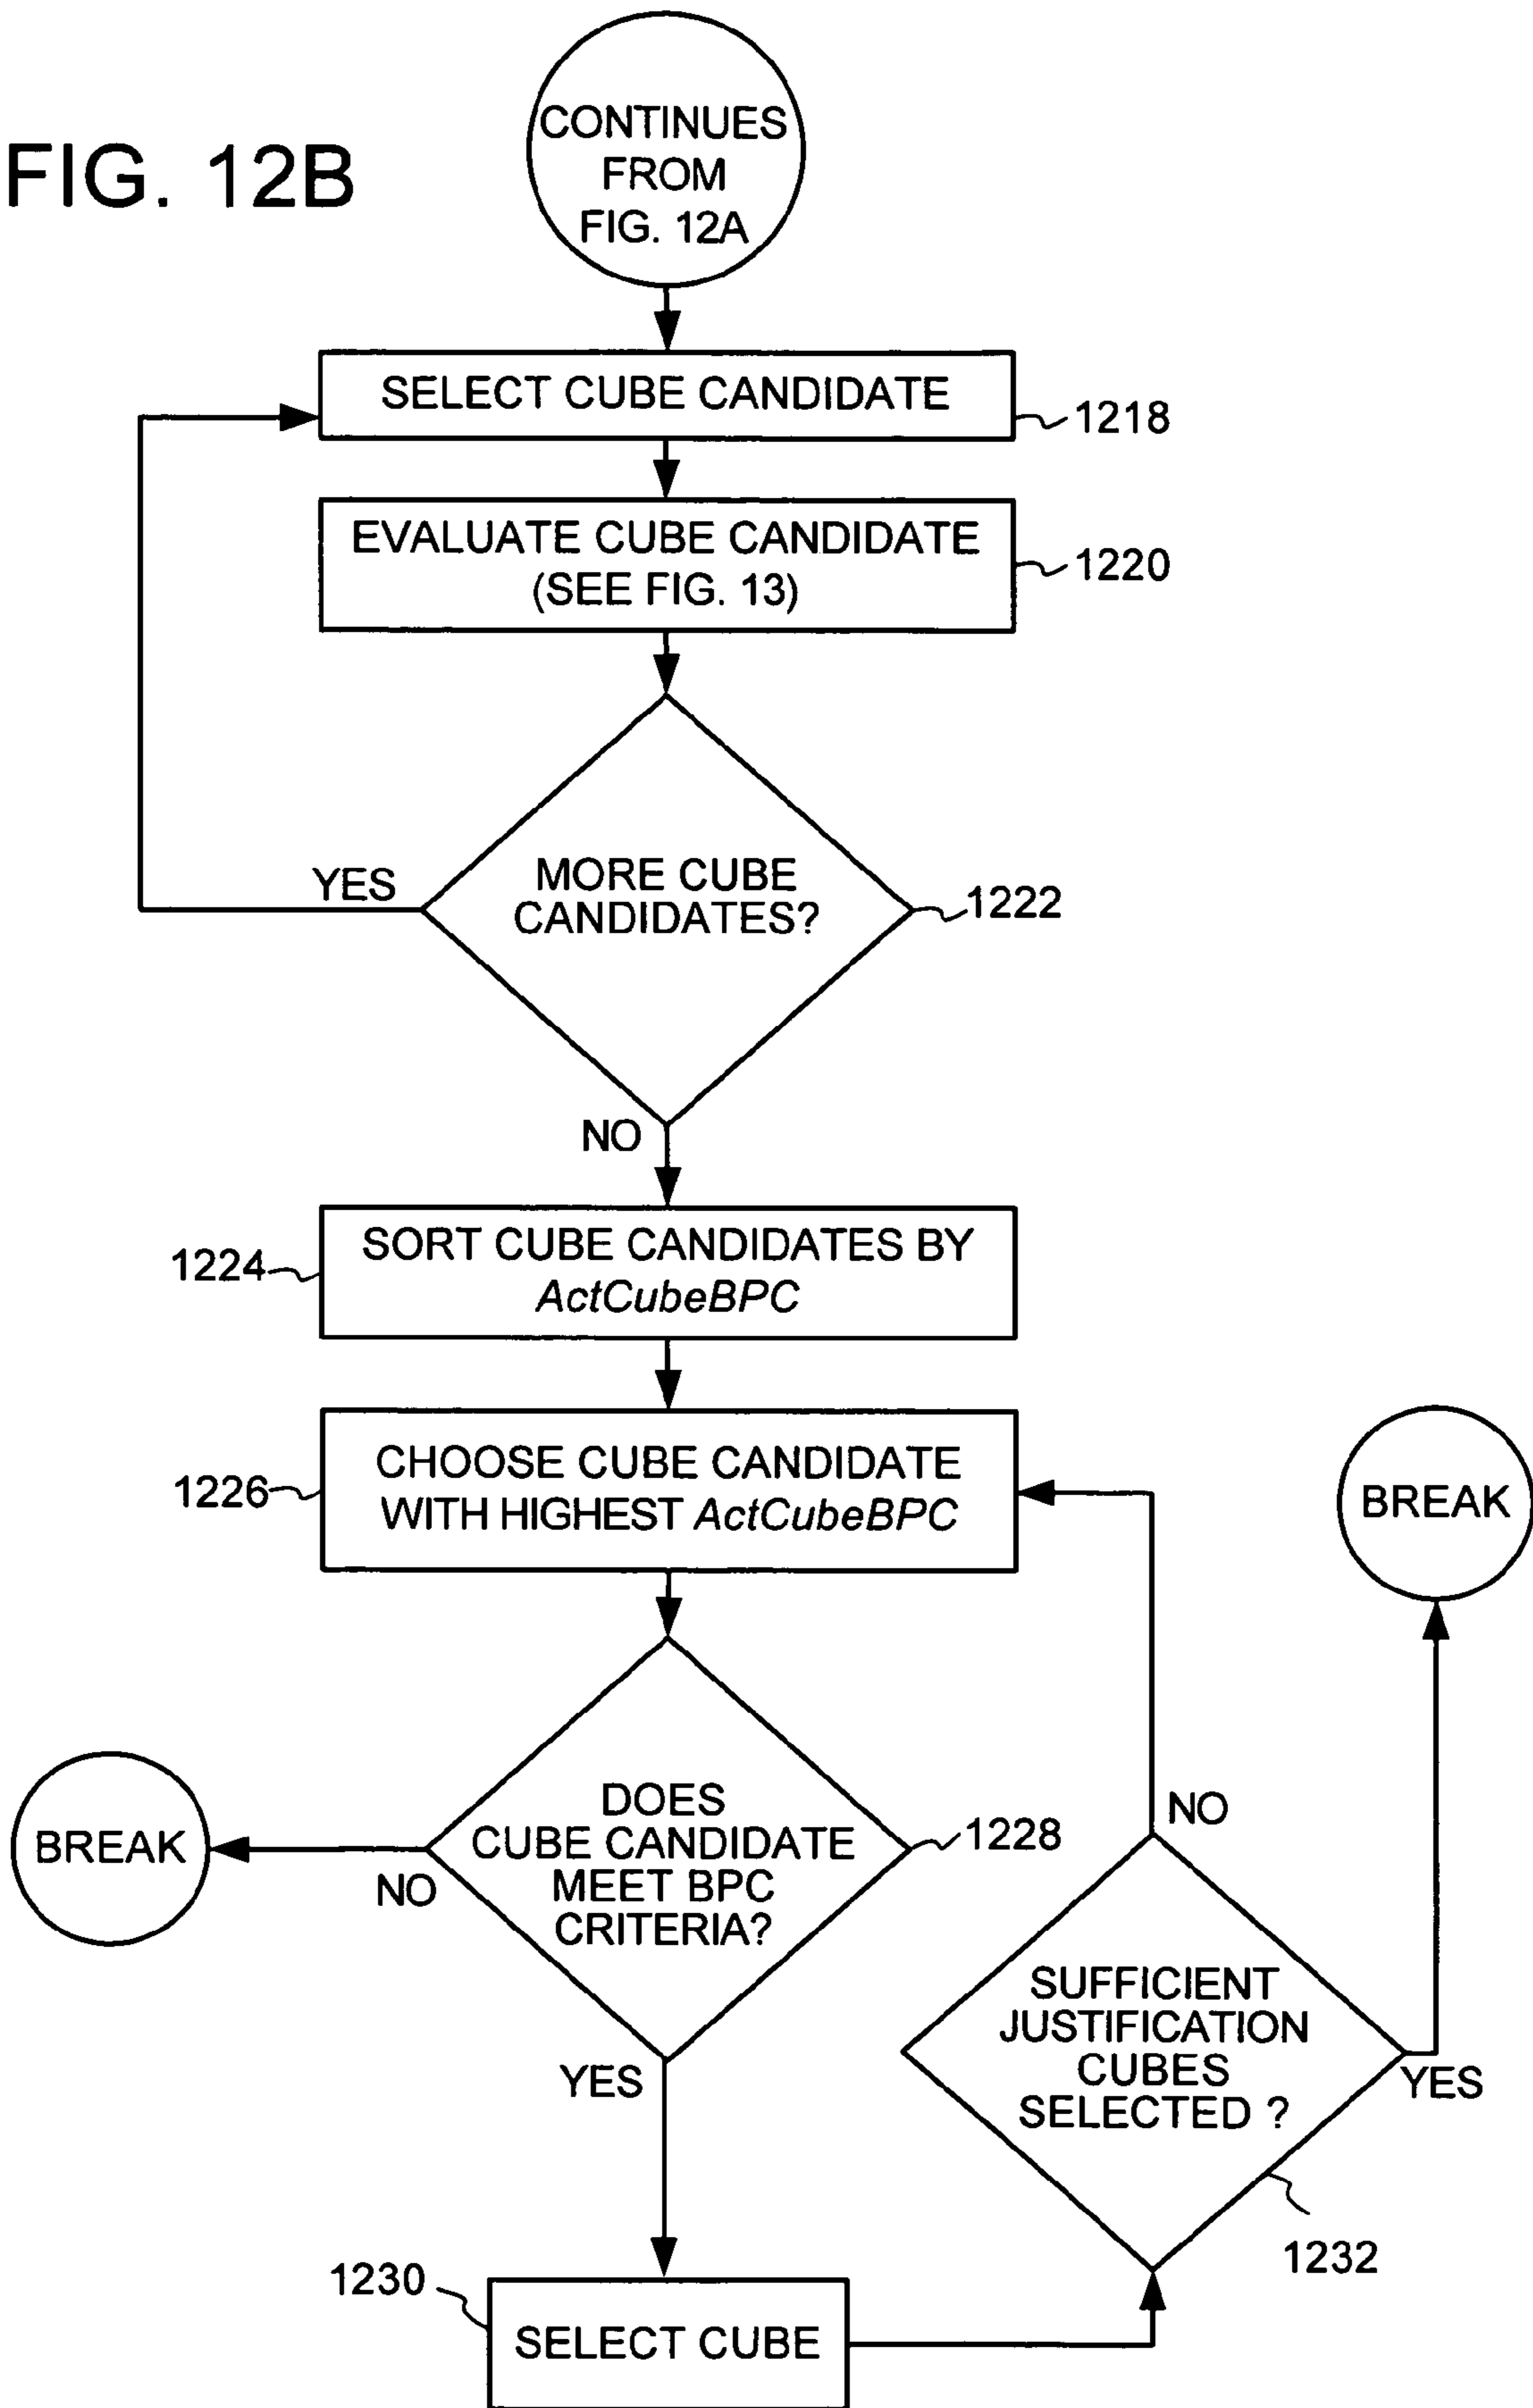 FIG. 12B
CONTINUES
FROM
FIG. 12A
SELECT CUBE CANDIDATE
1218
EVALUATE CUBE CANDIDATE
(SEE FIG. 13)
1220
MORE CUBE
CANDIDATES?
1222
YES
NO
SORT CUBE CANDIDATES BY
ActCubeBPC
1224
CHOOSE CUBE CANDIDATE
WITH HIGHEST ActCubeBPC
1226
BREAK
DOES
CUBE CANDIDATE
MEET BPC
CRITERIA?
1228
NO
BREAK
YES
NO
SUFFICIENT
JUSTIFICATION
CUBES
SELECTED ?
YES
1232
1230
SELECT CUBE